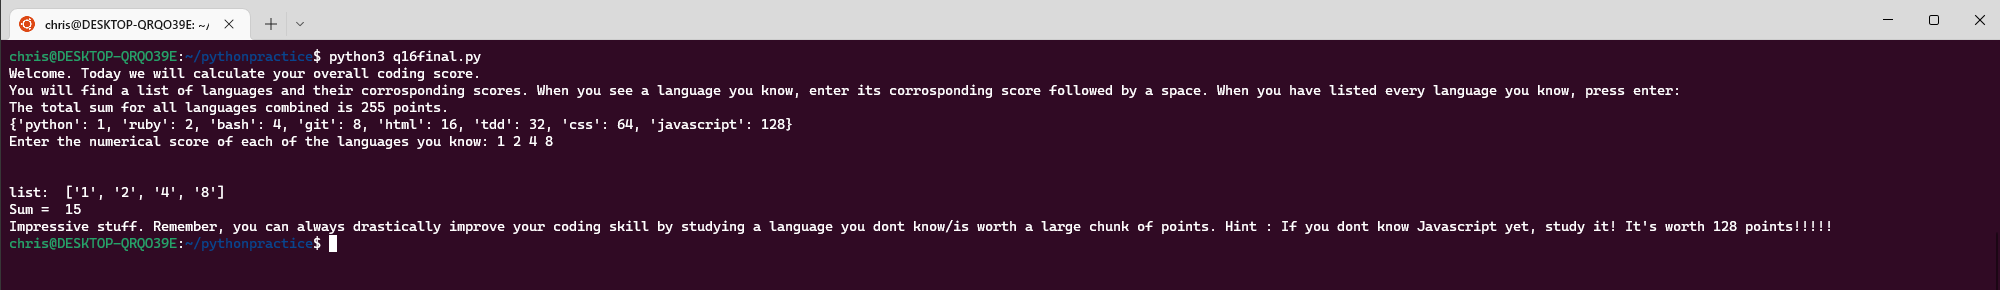 chris@DESKTOP-QRQO39E: ~/
chris@DESKTOP-QRQO39E:~/pythonpractice$ python3 q16final.py
Welcome. Today we will calculate your overall coding score.
You will find a list of languages and their corrosponding scores. When you see a language you know, enter its corrosponding score followed by a space. When you have listed every language you know, press enter:
The total sum for all languages combined is 255 points.
{'python': 1, 'ruby': 2, 'bash': 4, 'git': 8, 'html': 16, 'tdd': 32, 'css': 64, 'javascript': 128}
Enter the numerical score of each of the languages you know: 1 2 4 8
list:  ['1', '2', '4', '8']
Sum =  15
Impressive stuff. Remember, you can always drastically improve your coding skill by studying a language you dont know/is worth a large chunk of points. Hint : If you dont know Javascript yet, study it! It's worth 128 points!!!!!
chris@DESKTOP-QRQO39E:~/pythonpractice$